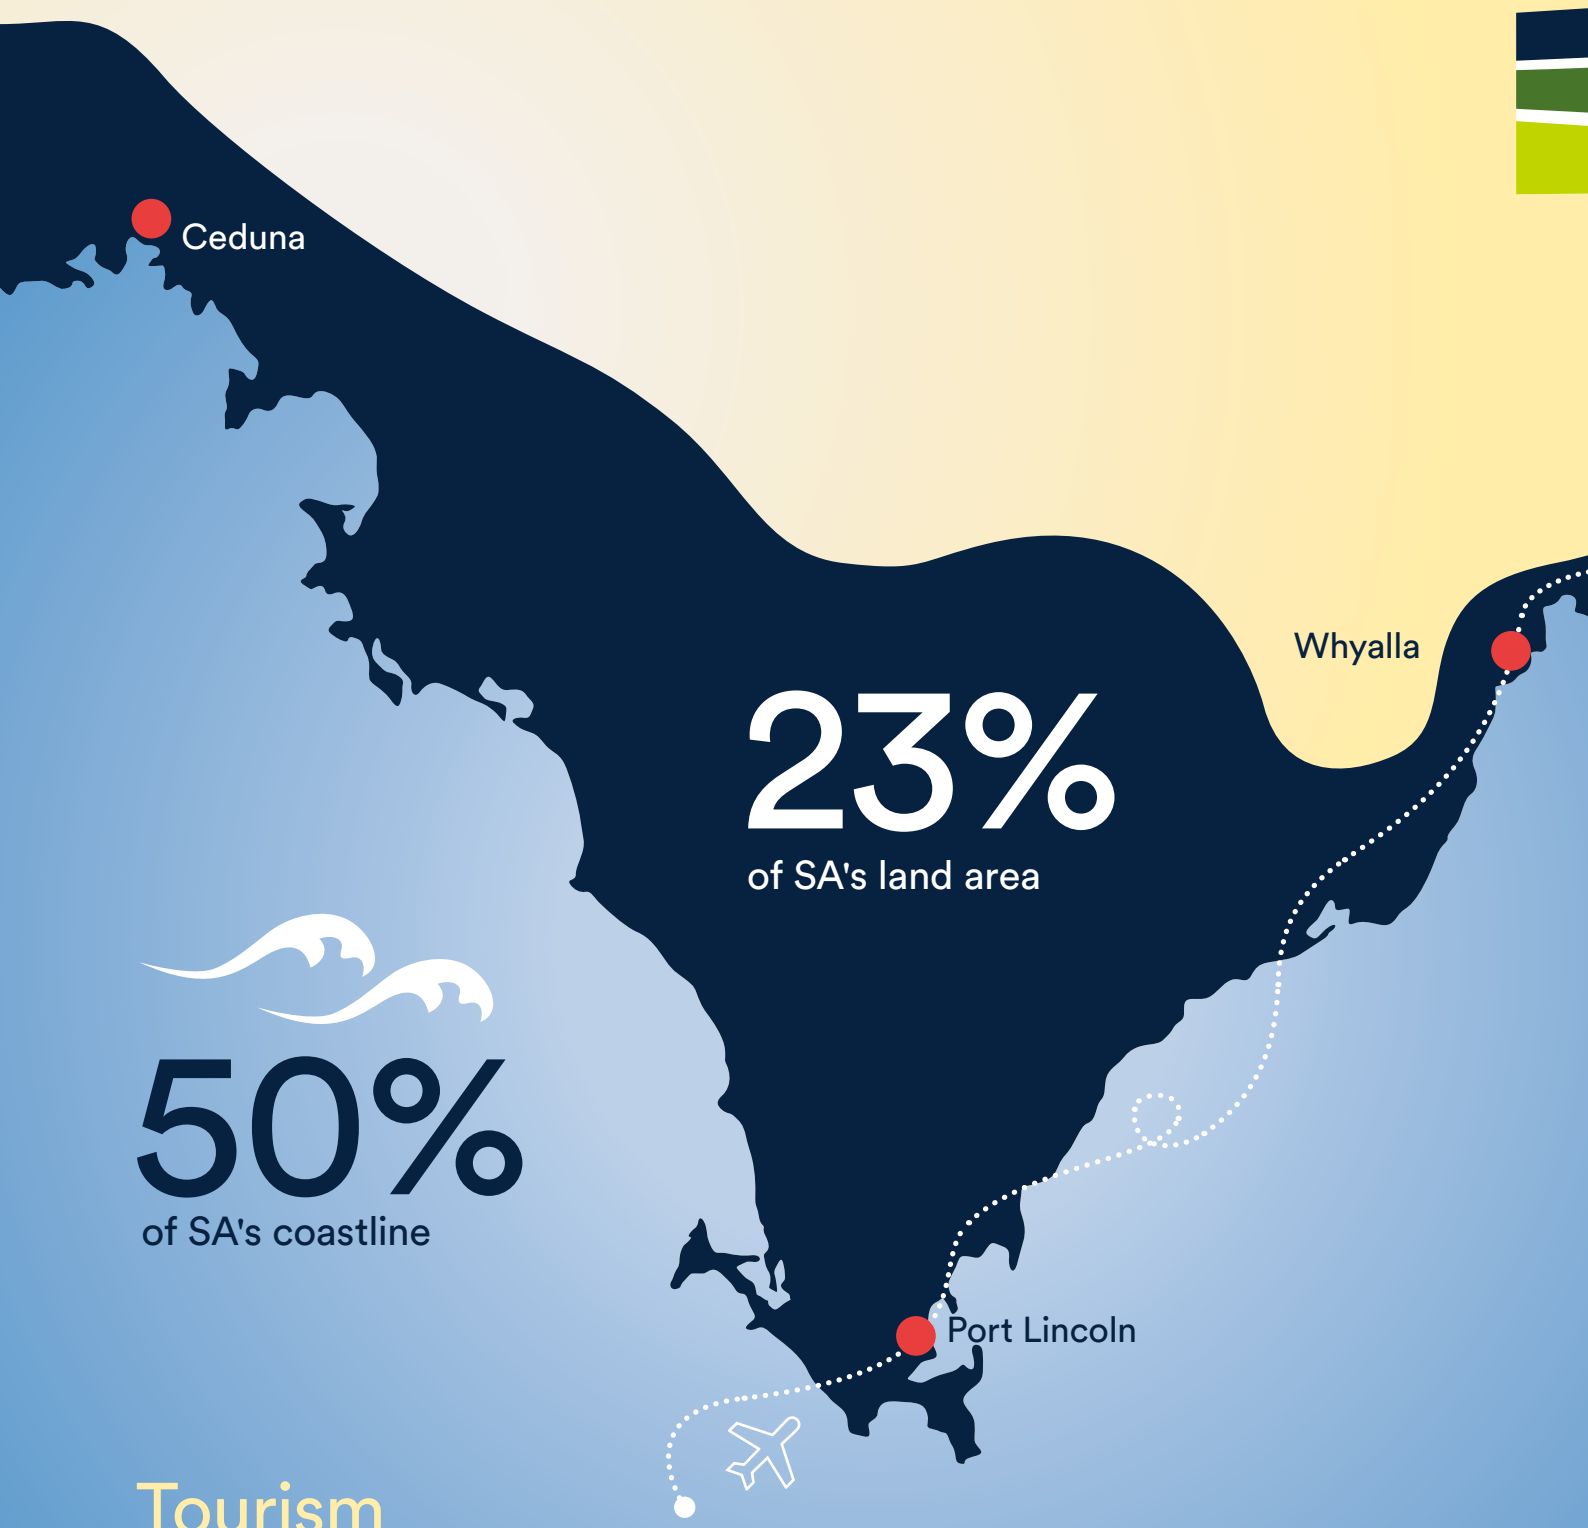 Ceduna
Whyalla
23%
of SA's land area
50%
of SA's coastline
Port Lincoln
Tourism